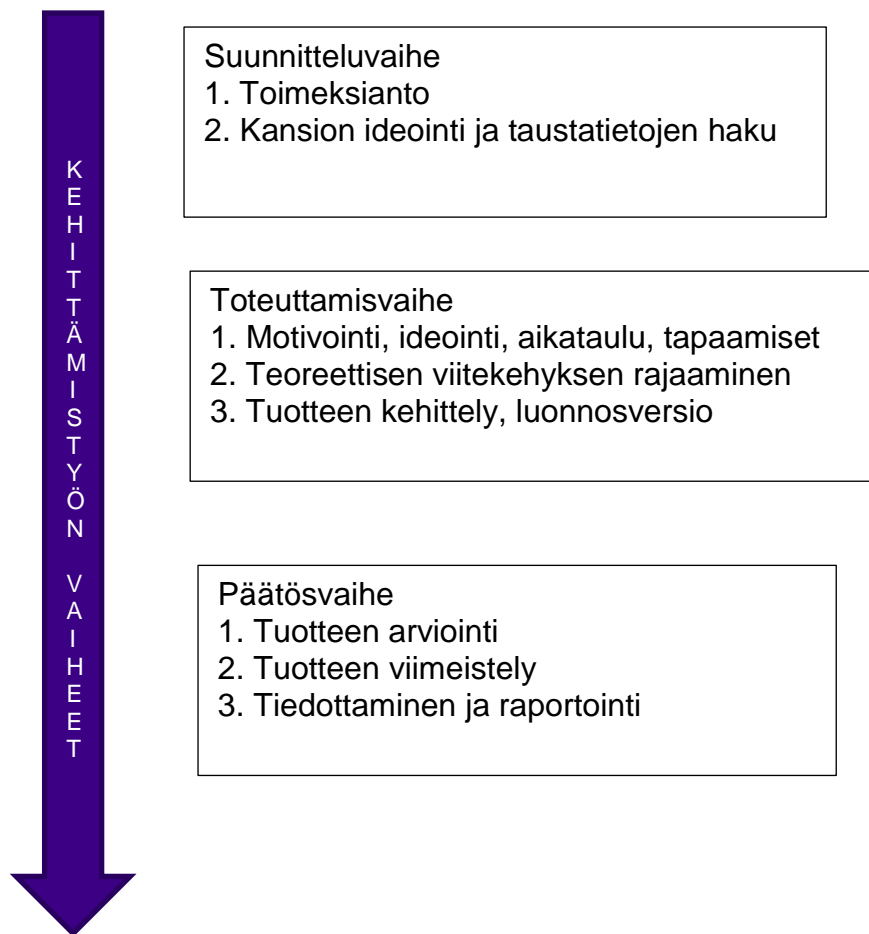 KEHITTÄMISTYÖN VAIHEET
Suunnitteluvaihe
1. Toimeksianto
2. Kansion ideointi ja taustatietojen haku
Toteuttamisvaihe
1. Motivointi, ideointi, aikataulu, tapaamiset
2. Teoreettisen viitekehyksen rajaaminen
3. Tuotteen kehittely, luonnosversio
Päätösvaihe
1. Tuotteen arviointi
2. Tuotteen viimeistely
3. Tiedottaminen ja raportointi